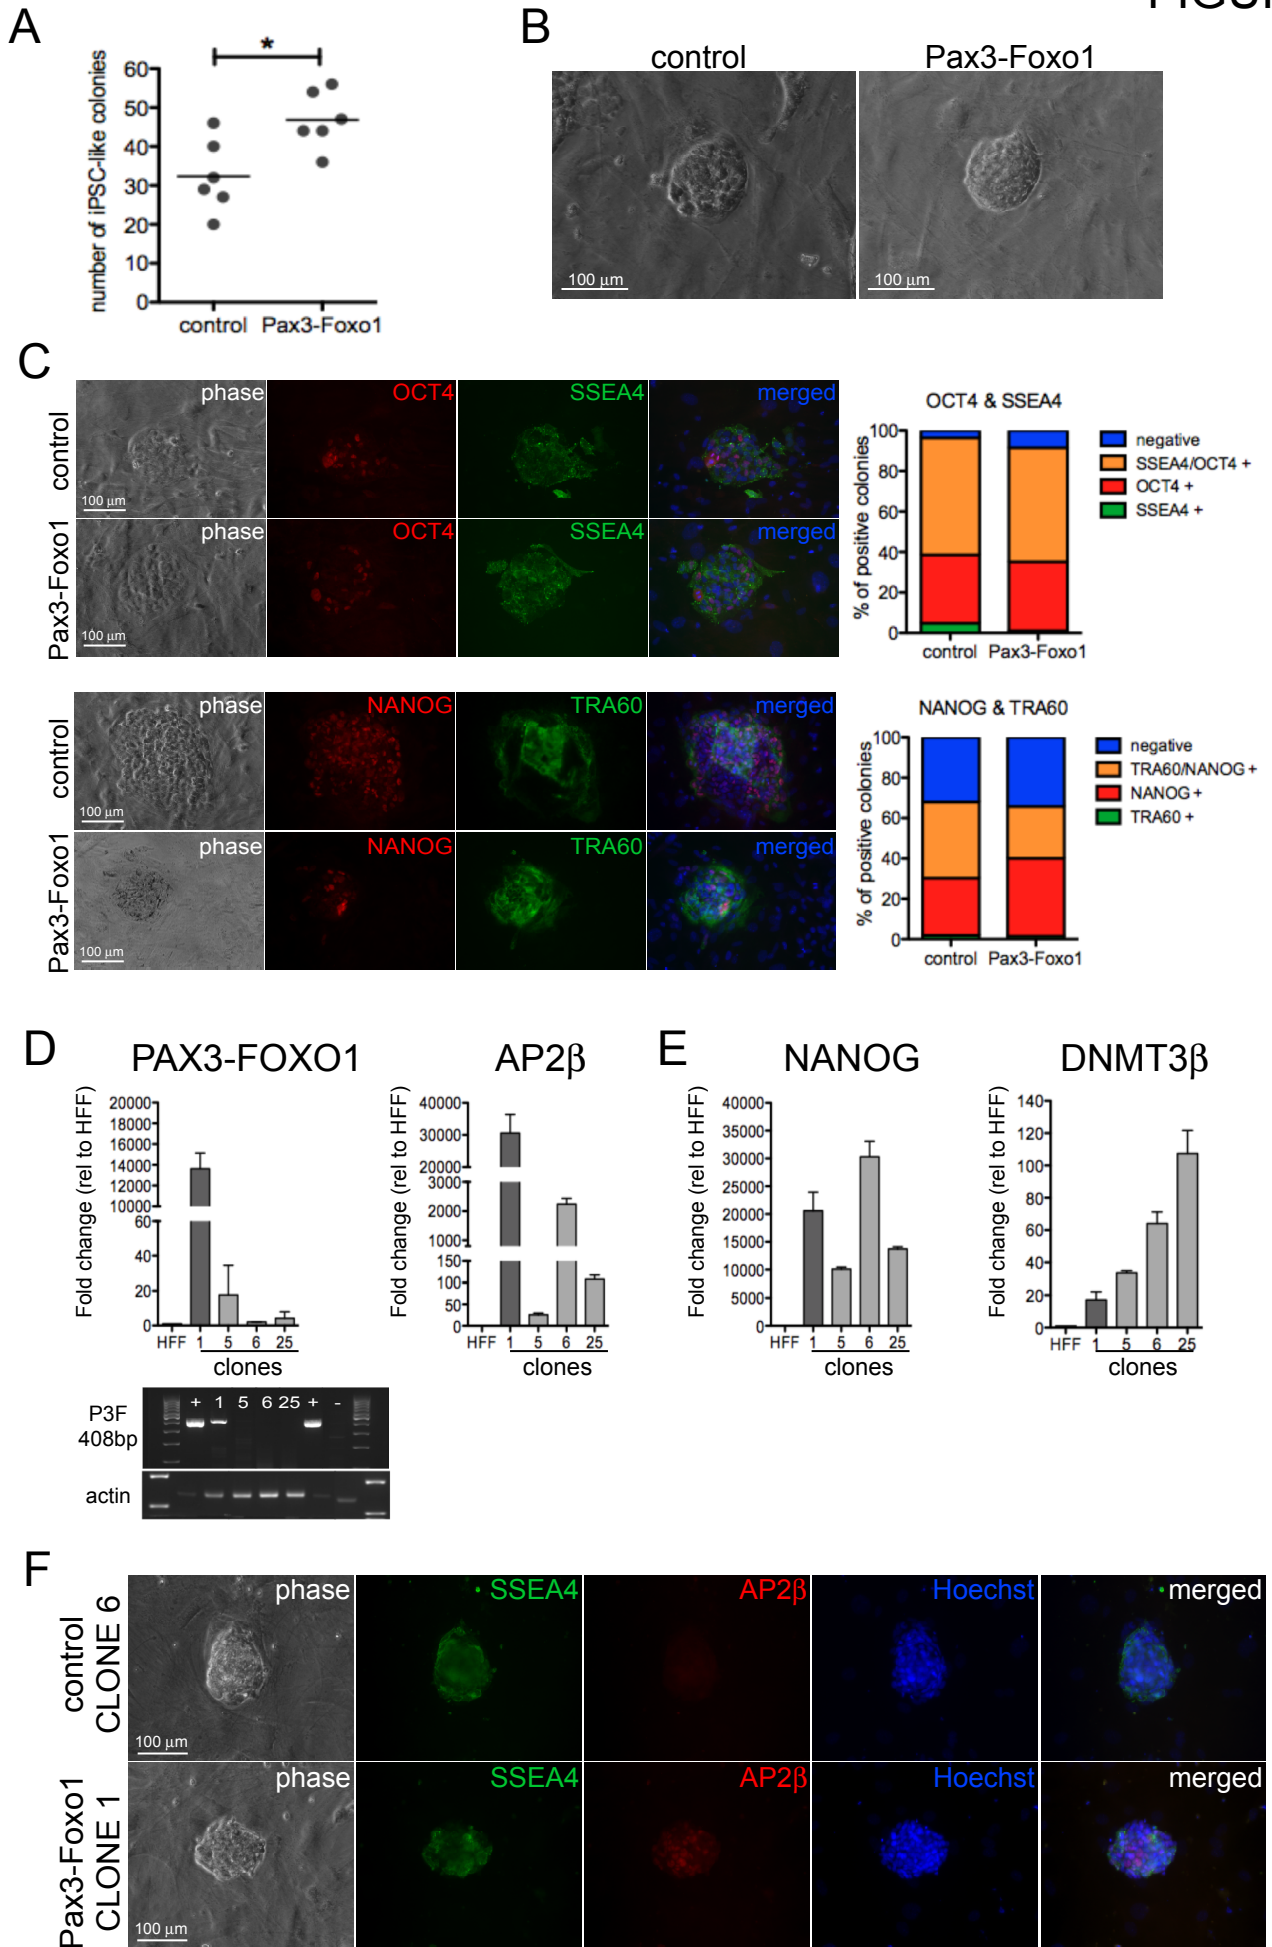 FIGU
A
*
number of iPSC-like colonies
60
50
40
30
20
10
0
control Pax3-Foxo1
B
control
Pax3-Foxo1
100 µm
100 µm
C
control
phase
OCT4
SSEA4
merged
100 µm
Pax3-Foxo1
phase
OCT4
SSEA4
merged
100 µm
OCT4 & SSEA4
% of positive colonies
100
80
60
40
20
0
control Pax3-Foxo1
negative
SSEA4/OCT4 +
OCT4 +
SSEA4 +
control
phase
NANOG
TRA60
merged
100 µm
Pax3-Foxo1
phase
NANOG
TRA60
merged
100 µm
NANOG & TRA60
% of positive colonies
100
80
60
40
20
0
control Pax3-Foxo1
negative
TRA60/NANOG +
NANOG +
TRA60 +
D
PAX3-FOXO1
Fold change (rel to HFF)
20000
18000
16000
14000
12000
10000
60
40
20
0
HFF 1 5 6 25
clones
AP2β
Fold change (rel to HFF)
40000
30000
20000
3000
2000
1000
150
100
50
0
HFF 1 5 6 25
clones
P3F
408bp
+ 1 5 6 25 + -
actin
E
NANOG
Fold change (rel to HFF)
40000
35000
30000
25000
20000
15000
10000
5000
0
HFF 1 5 6 25
clones
DNMT3β
Fold change (rel to HFF)
140
120
100
80
60
40
20
0
HFF 1 5 6 25
clones
F
control
CLONE 6
phase
SSEA4
AP2β
Hoechst
merged
100 µm
Pax3-Foxo1
CLONE 1
phase
SSEA4
AP2β
Hoechst
merged
100 µm